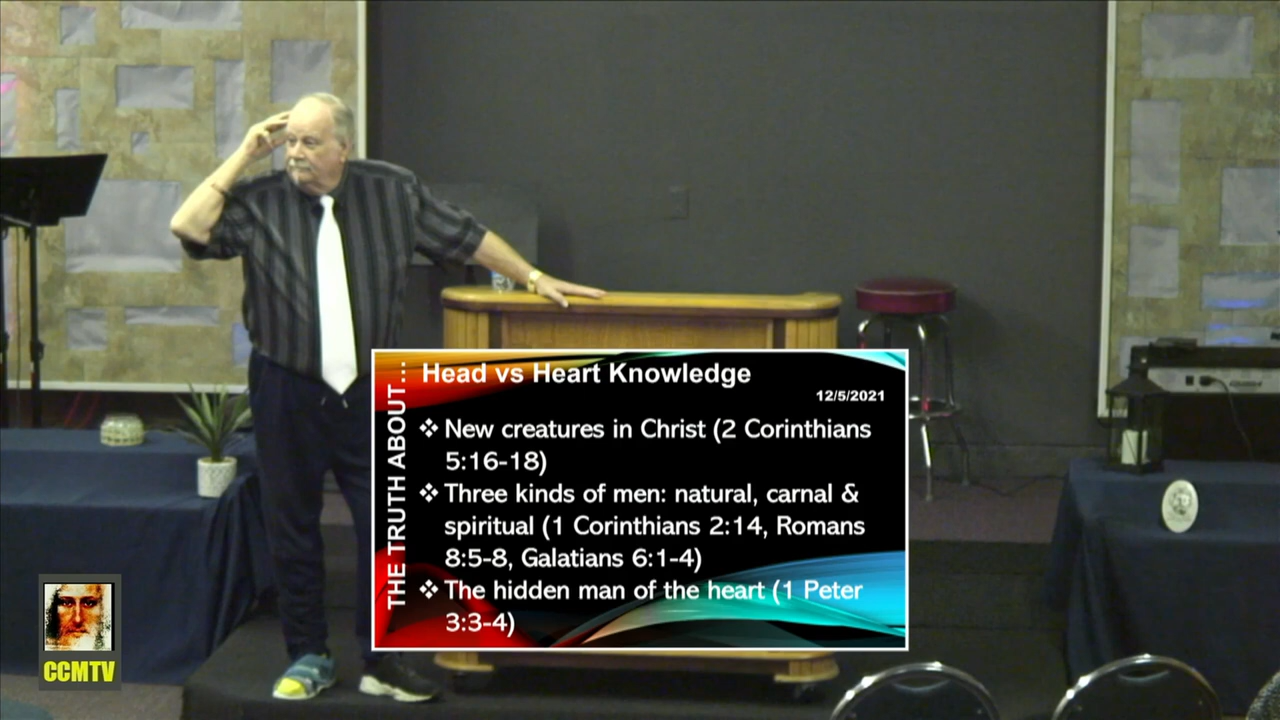 THE TRUTH ABOUT...
Head vs Heart Knowledge
12/5/2021
❖ New creatures in Christ (2 Corinthians
5:16-18)
❖ Three kinds of men: natural, carnal &
spiritual (1 Corinthians 2:14, Romans
8:5-8, Galatians 6:1-4)
❖ The hidden man of the heart (1 Peter
3:3-4)
CCMTV